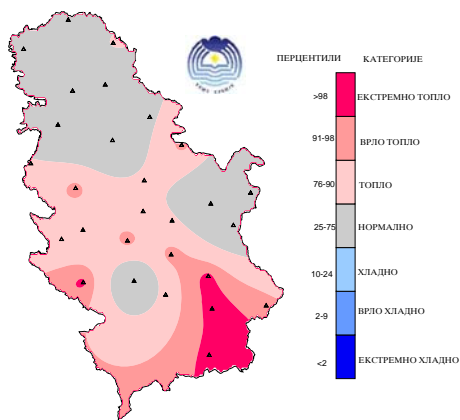 ПЕРЦЕНТИЛИ КАТЕГОРИЈЕ
>98 ЕКСТРЕМНО ТОПЛО
91-98 ВРЛО ТОПЛО
76-90 ТОПЛО
25-75 НОРМАЛНО
10-24 ХЛАДНО
2-9 ВРЛО ХЛАДНО
<2 ЕКСТРЕМНО ХЛАДНО